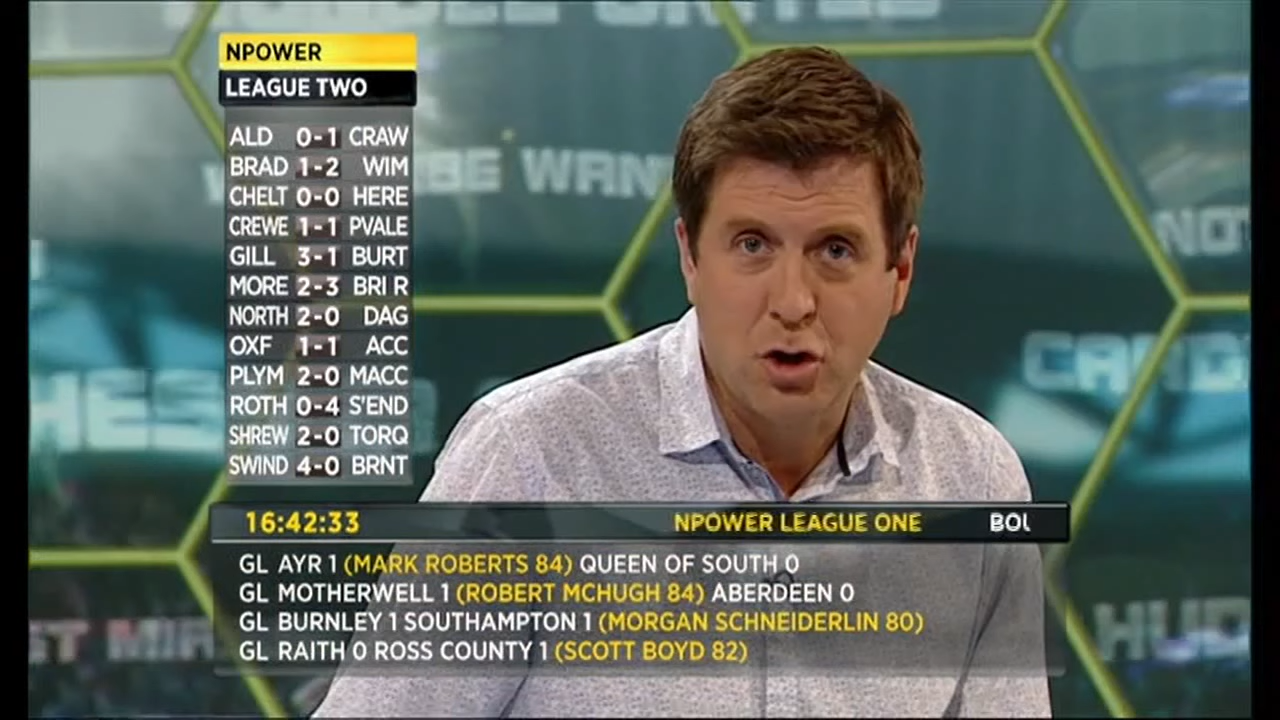 NPOWER
LEAGUE TWO
ALD 0-1 CRAW
BRAD 1-2 WIM
CHELT 0-0 HERE
CREWE 1-1 PVALE
GILL 3-1 BURT
MORE 2-3 BRI R
NORTH 2-0 DAG
OXF 1-1 ACC
PLYM 2-0 MACC
ROTH 0-4 S'END
SHREW 2-0 TORQ
SWIND 4-0 BRNT
16:42:33 NPOWER LEAGUE ONE BOL
GL AYR 1 (MARK ROBERTS 84) QUEEN OF SOUTH 0
GL MOTHERWELL 1 (ROBERT MCHUGH 84) ABERDEEN 0
GL BURNLEY 1 SOUTHAMPTON 1 (MORGAN SCHNEIDERLIN 80)
GL RAITH 0 ROSS COUNTY 1 (SCOTT BOYD 82)